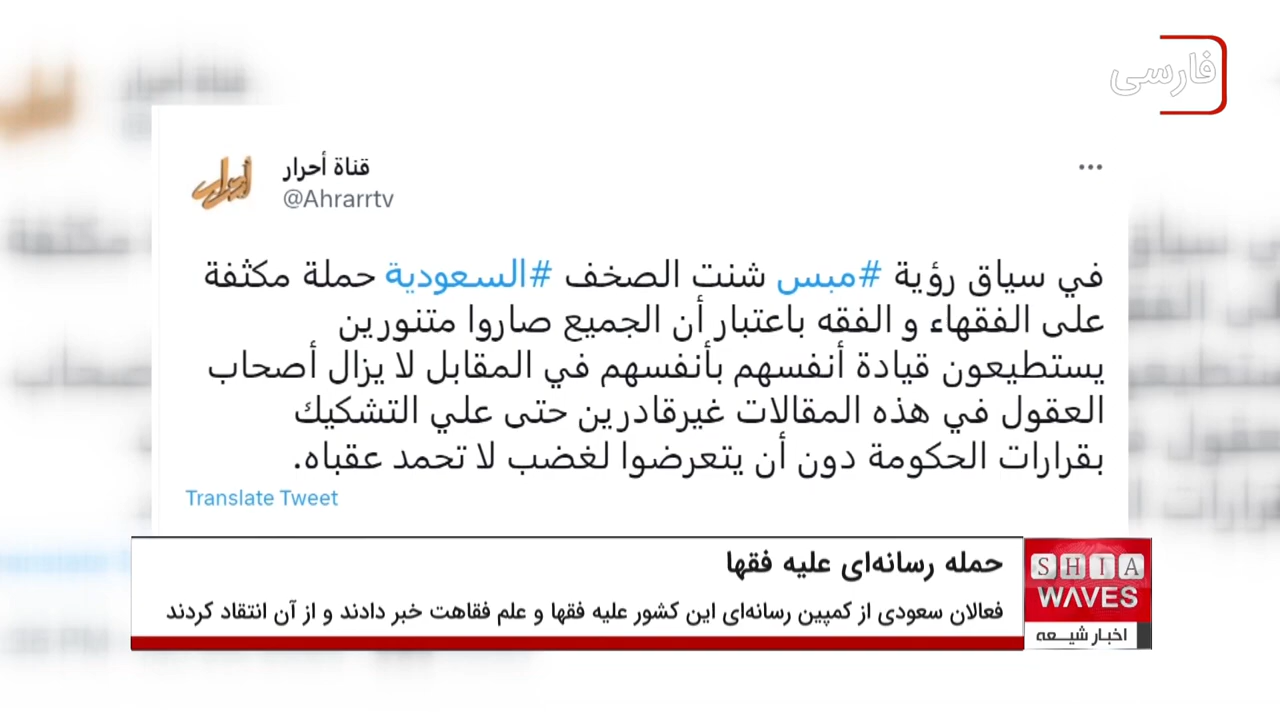 فارسی
قناة أحرار
@Ahrarrtv
في سياق رؤية #مبس شنت الصخف #السعودية حملة مكثفة
على الفقهاء و الفقه باعتبار أن الجميع صاروا متنورين
يستطيعون قيادة أنفسهم بأنفسهم في المقابل لا يزال أصحاب
العقول في هذه المقالات غيرقادرين حتى علي التشكيك
بقرارات الحكومة دون أن يتعرضوا لغضب لا تحمد عقباه.
Translate Tweet
حمله رسانه‌ای علیه فقها
فعالان سعودی از کمپین رسانه‌ای این کشور علیه فقها و علم فقاهت خبر دادند و از آن انتقاد کردند
SHIA
WAVES
اخبار شیـعه